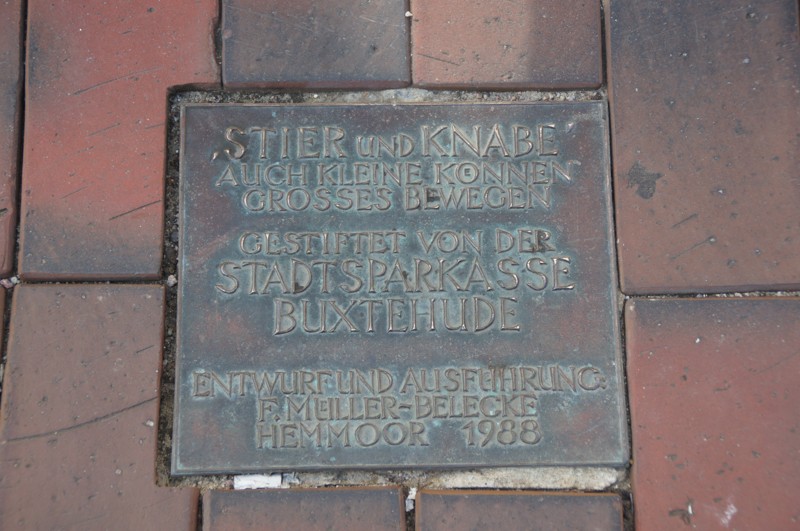 „STIER UND KNABE
AUCH KLEINE KÖNNEN
GROSSES BEWEGEN
GESTIFTET VON DER
STADTSPARKASSE
BUXTEHUDE
ENTWURF UND AUSFÜHRUNG:
F. MÜLLER-BELECKE
HEMMOOR 1988